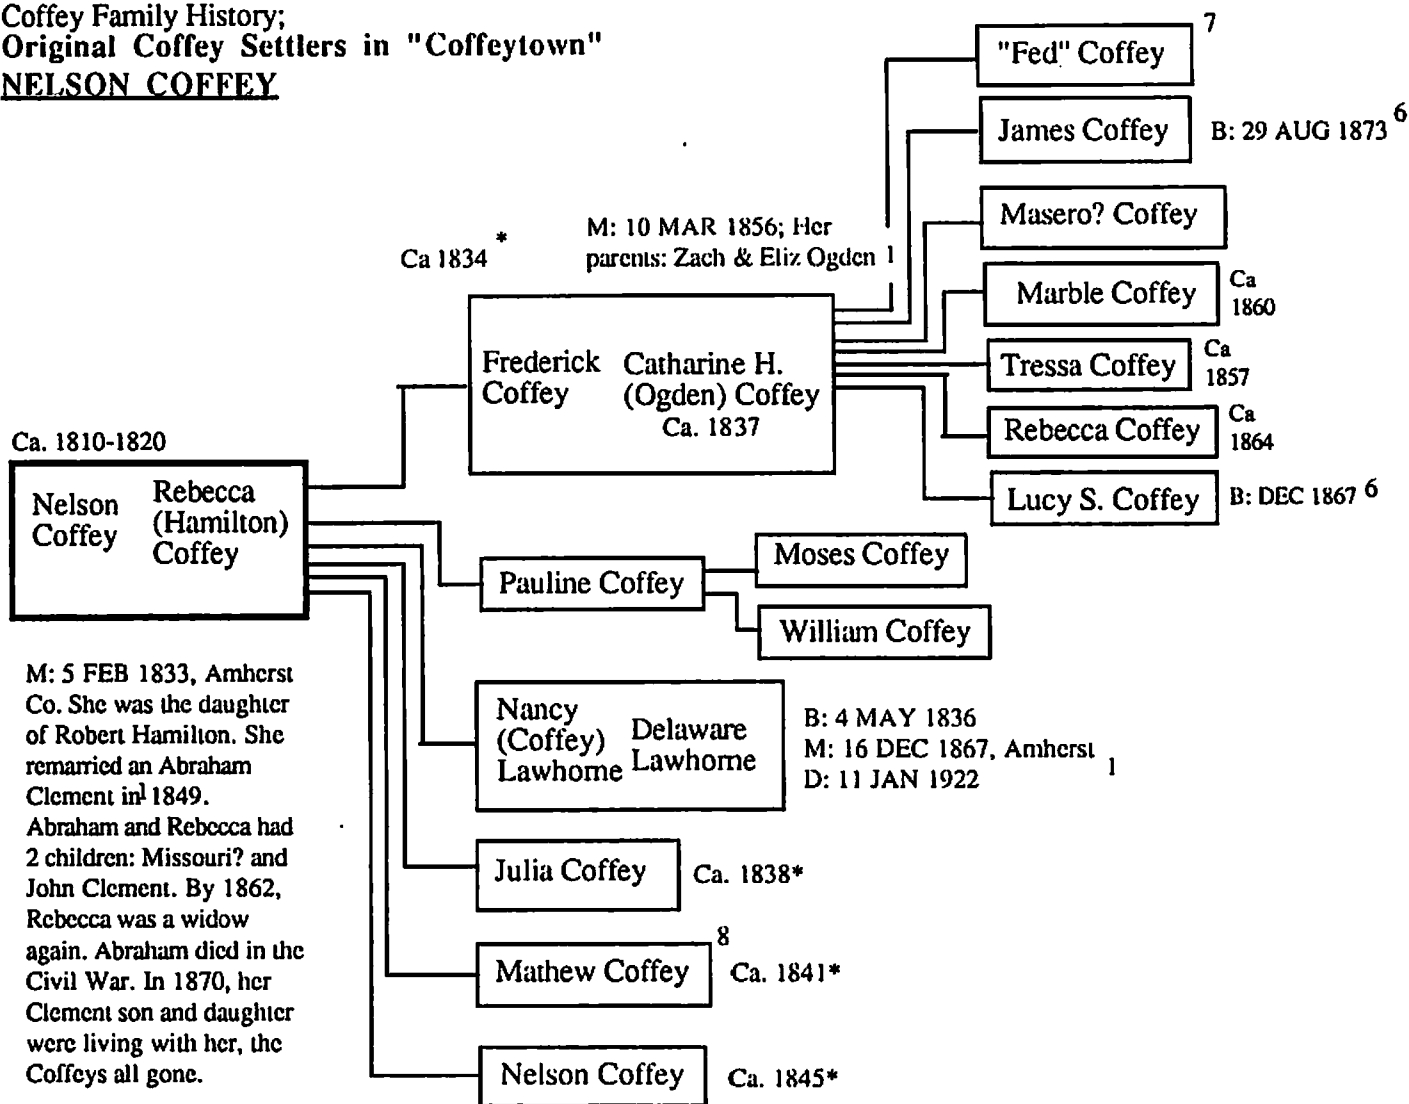 Coffey Family History;
Original Coffey Settlers in "Coffeytown"
NELSON COFFEY
"Fed" Coffey 7
James Coffey B: 29 AUG 1873 6
Masero? Coffey
Marble Coffey Ca
1860
Tressa Coffey Ca
1857
Rebecca Coffey Ca
1864
Lucy S. Coffey B: DEC 1867 6
Ca 1834 *
M: 10 MAR 1856; Her
parents: Zach & Eliz Ogden 1
Frederick
Coffey
Catharine H.
(Ogden) Coffey
Ca. 1837
Ca. 1810-1820
Nelson
Coffey
Rebecca
(Hamilton)
Coffey
Pauline Coffey
Moses Coffey
William Coffey
M: 5 FEB 1833, Amherst
Co. She was the daughter
of Robert Hamilton. She
remarried an Abraham
Clement in 1 1849.
Abraham and Rebecca had
2 children: Missouri? and
John Clement. By 1862,
Rebecca was a widow
again. Abraham died in the
Civil War. In 1870, her
Clement son and daughter
were living with her, the
Coffeys all gone.
Nancy
(Coffey)
Lawhorne
Delaware
Lawhorne
B: 4 MAY 1836
M: 16 DEC 1867, Amherst 1
D: 11 JAN 1922
Julia Coffey Ca. 1838*
Mathew Coffey 8 Ca. 1841*
Nelson Coffey Ca. 1845*